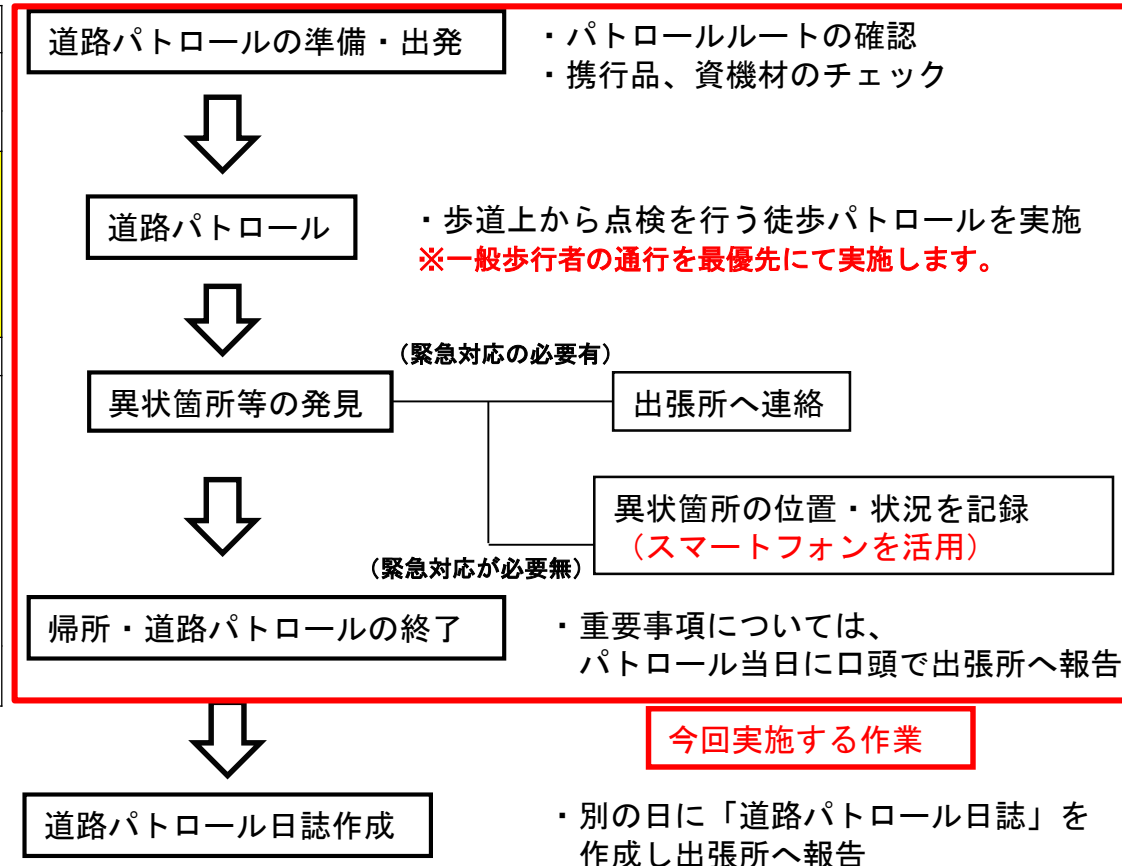 道路パトロールの準備・出発
・パトロールルートの確認
・携行品、資機材のチェック
道路パトロール
・歩道上から点検を行う徒歩パトロールを実施
※一般歩行者の通行を最優先にて実施します。
（緊急対応の必要有）
異状箇所等の発見
出張所へ連絡
異状箇所の位置・状況を記録
（スマートフォンを活用）
（緊急対応が必要無）
帰所・道路パトロールの終了
・重要事項については、
パトロール当日に口頭で出張所へ報告
今回実施する作業
道路パトロール日誌作成
・別の日に「道路パトロール日誌」を
作成し出張所へ報告